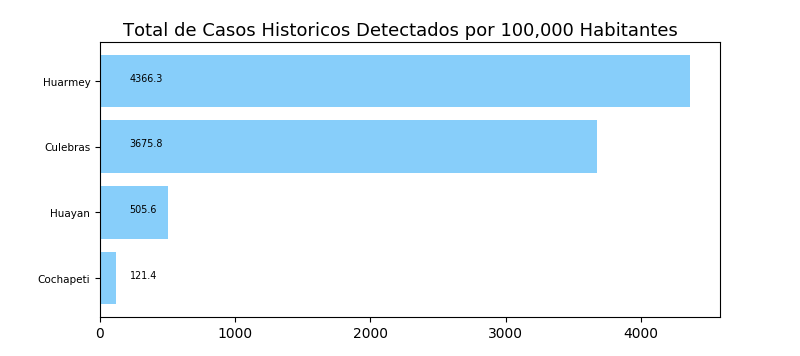 Total de Casos Historicos Detectados por 100,000 Habitantes
Huarmey 4366.3
Culebras 3675.8
Huayan 505.6
Cochapeti 121.4
0 1000 2000 3000 4000